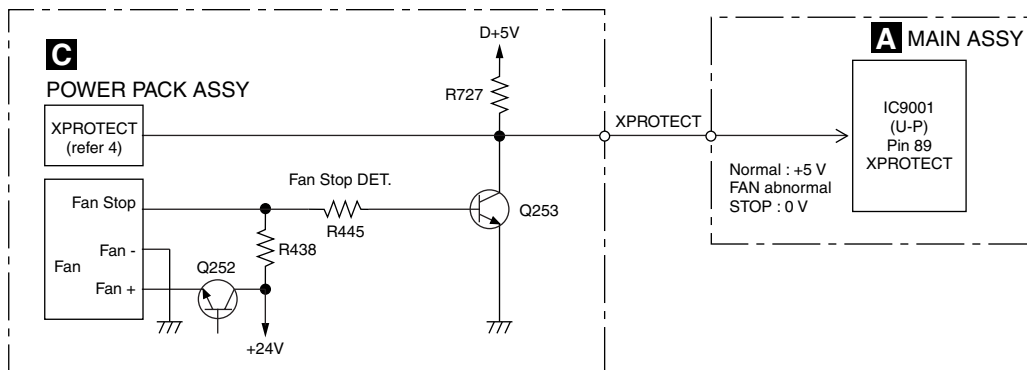 C
POWER PACK ASSY
XPROTECT
(refer 4)
D+5V
R727
XPROTECT
A MAIN ASSY
IC9001
(U-P)
Pin 89
XPROTECT
Normal : +5 V
FAN abnormal
STOP : 0 V
Fan Stop DET.
Fan Stop
R445
Q253
R438
Fan -
Fan
Q252
Fan +
+24V